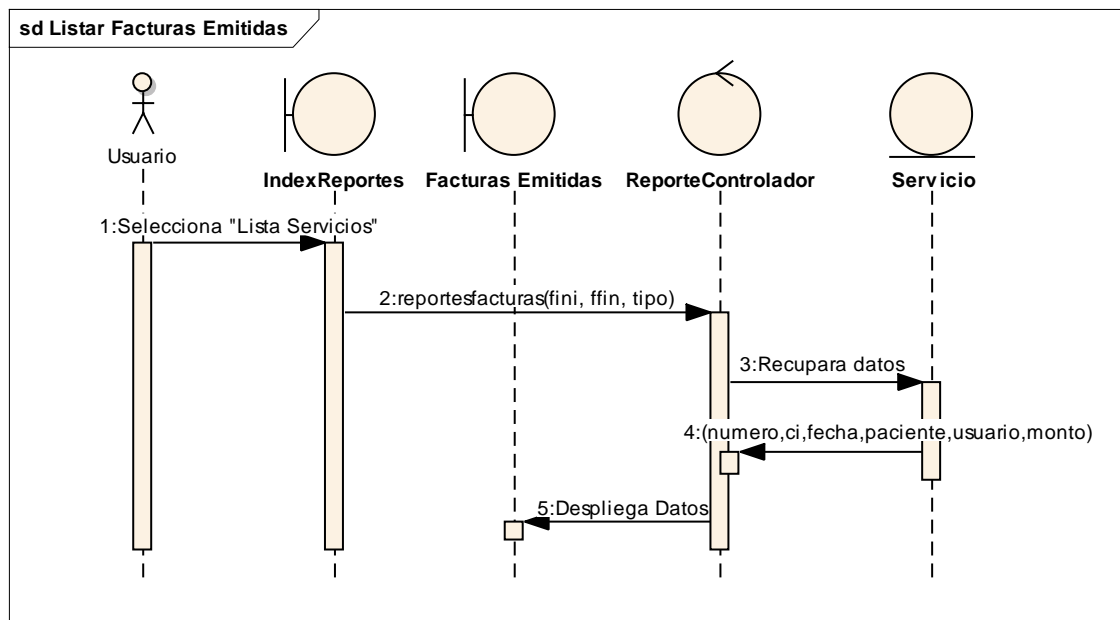 sd Listar Facturas Emitidas
Usuario
IndexReportes
Facturas Emitidas
ReporteControlador
Servicio
1:Selecciona "Lista Servicios"
2:reportesfacturas(fini, ffin, tipo)
3:Recupara datos
4:(numero,ci,fecha,paciente,usuario,monto)
5:Despliega Datos